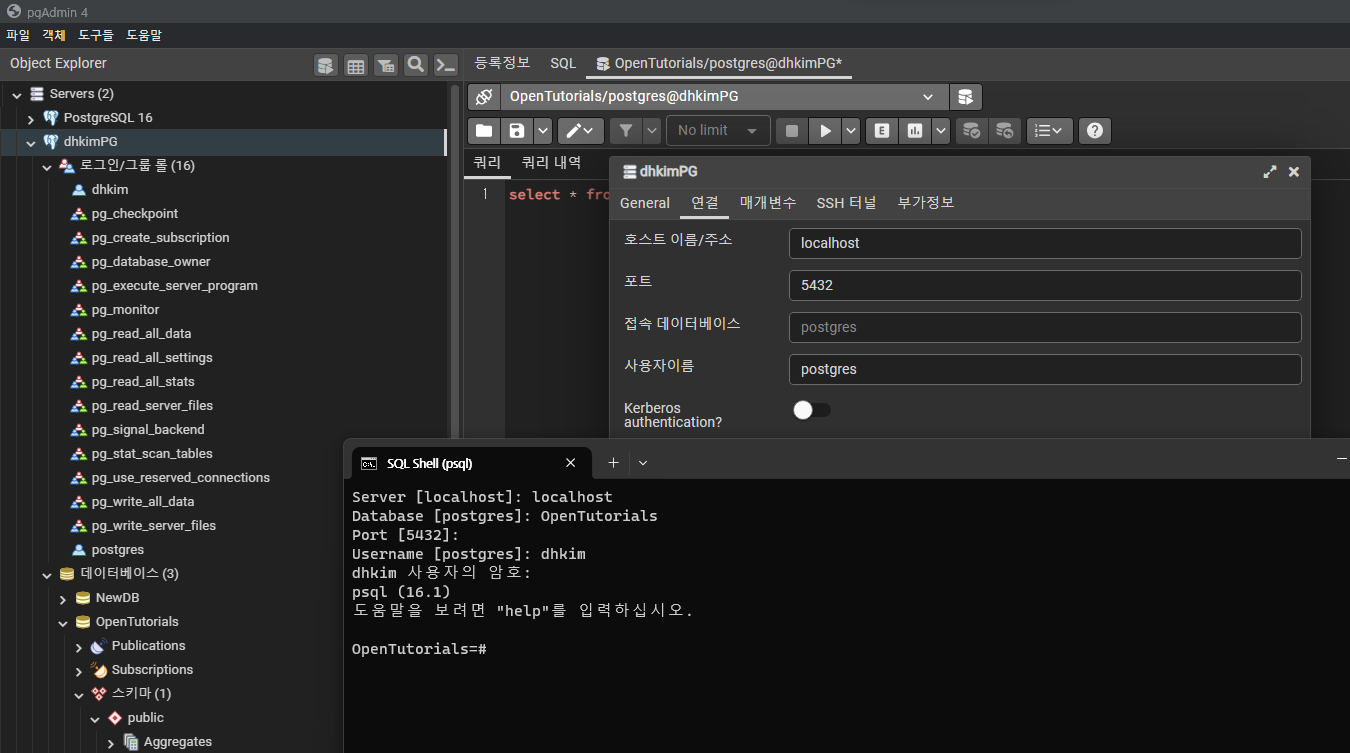 pgAdmin 4
파일 객체 도구들 도움말
Object Explorer
등록정보 SQL OpenTutorials/postgres@dhkimPG*
Servers (2)
PostgreSQL 16
dhkimPG
로그인/그룹 롤 (16)
dhkim
pg_checkpoint
pg_create_subscription
pg_database_owner
pg_execute_server_program
pg_monitor
pg_read_all_data
pg_read_all_settings
pg_read_all_stats
pg_read_server_files
pg_signal_backend
pg_stat_scan_tables
pg_use_reserved_connections
pg_write_all_data
pg_write_server_files
postgres
데이터베이스 (3)
NewDB
OpenTutorials
Publications
Subscriptions
스키마 (1)
public
Aggregates
OpenTutorials/postgres@dhkimPG
No limit
E
쿼리 쿼리 내역
1 select * fro
dhkimPG
General 연결 매개변수 SSH 터널 부가정보
호스트 이름/주소 localhost
포트 5432
접속 데이터베이스 postgres
사용자이름 postgres
Kerberos
authentication?
SQL Shell (psql)
Server [localhost]: localhost
Database [postgres]: OpenTutorials
Port [5432]:
Username [postgres]: dhkim
dhkim 사용자의 암호:
psql (16.1)
도움말을 보려면 "help"를 입력하십시오.
OpenTutorials=#